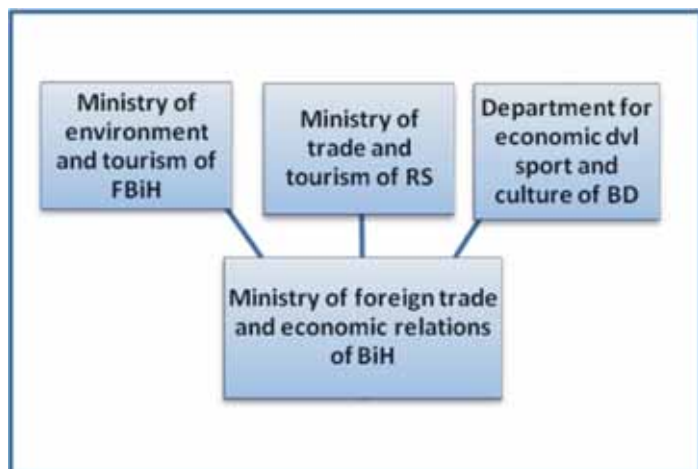 Ministry of
environment
and tourism of
FBiH
Ministry of
trade and
tourism of RS
Department for
economic dvl
sport and
culture of BD
Ministry of foreign trade
and economic relations
of BiH